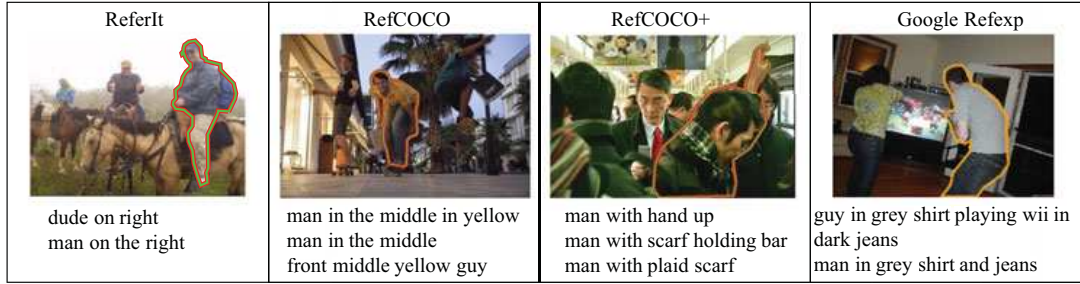 ReferIt
dude on right
man on the right
RefCOCO
man in the middle in yellow
man in the middle
front middle yellow guy
RefCOCO+
man with hand up
man with scarf holding bar
man with plaid scarf
Google Refexp
guy in grey shirt playing wii in
dark jeans
man in grey shirt and jeans